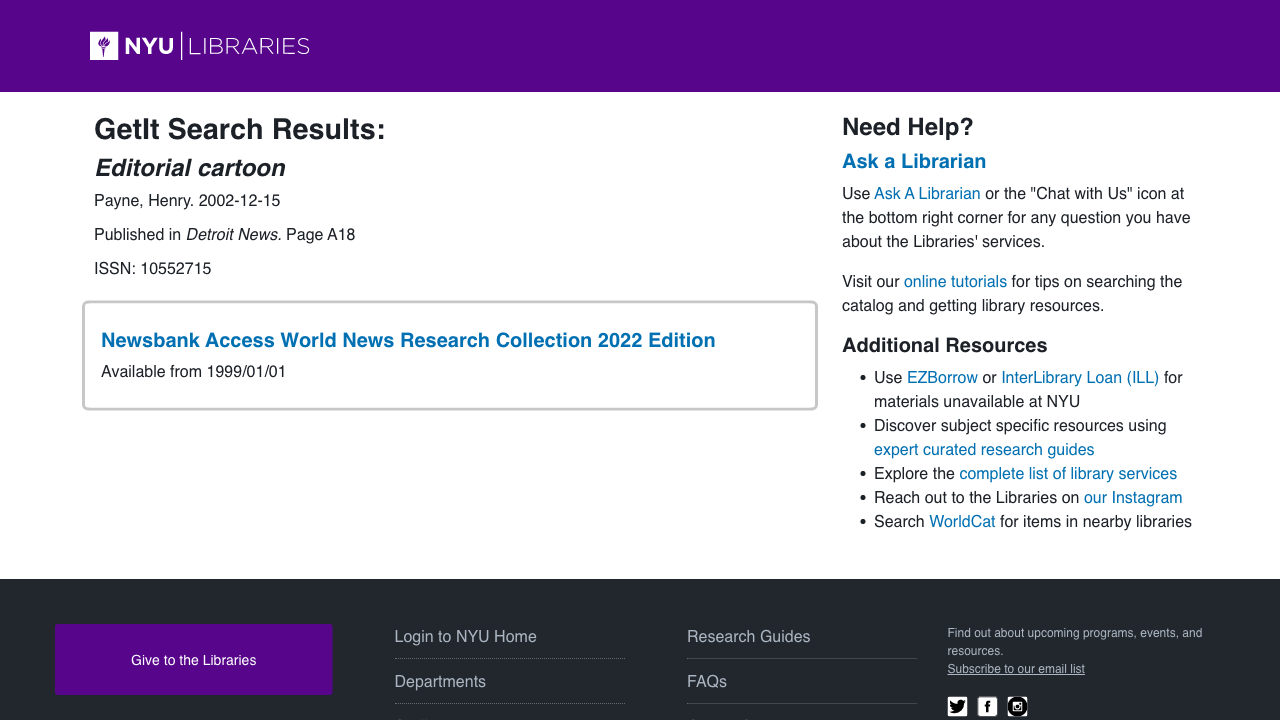 NYU LIBRARIES
GetIt Search Results:
Editorial cartoon
Payne, Henry. 2002-12-15
Published in Detroit News. Page A18
ISSN: 10552715
Newsbank Access World News Research Collection 2022 Edition
Available from 1999/01/01
Need Help?
Ask a Librarian
Use Ask A Librarian or the "Chat with Us" icon at
the bottom right corner for any question you have
about the Libraries' services.
Visit our online tutorials for tips on searching the
catalog and getting library resources.
Additional Resources
• Use EZBorrow or InterLibrary Loan (ILL) for
materials unavailable at NYU
• Discover subject specific resources using
expert curated research guides
• Explore the complete list of library services
• Reach out to the Libraries on our Instagram
• Search WorldCat for items in nearby libraries
Give to the Libraries
Login to NYU Home
Departments
Research Guides
FAQs
Find out about upcoming programs, events, and
resources.
Subscribe to our email list